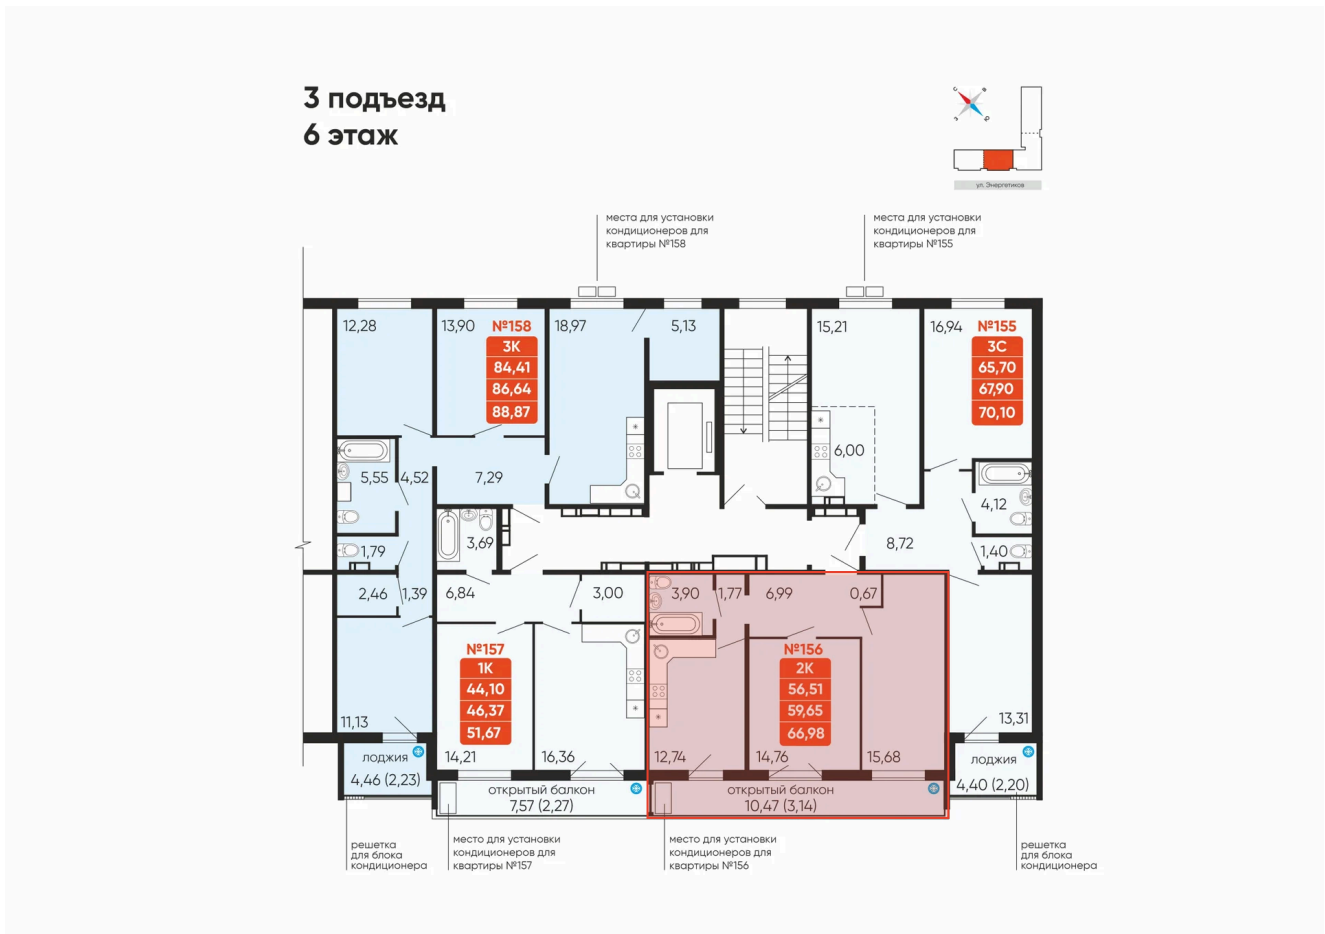 3 подъезд
6 этаж
С
В
З
Ю
ул. Энергетиков
места для установки
кондиционеров для
квартиры №158
места для установки
кондиционеров для
квартиры №155
12,28
13,90
№158
3К
84,41
86,64
88,87
18,97
5,13
15,21
16,94
№155
3С
65,70
67,90
70,10
6,00
5,55
4,52
7,29
4,12
3,69
8,72
1,79
1,40
2,46
1,39
6,84
3,00
3,90
1,77
6,99
0,67
№157
1К
44,10
46,37
51,67
№156
2К
56,51
59,65
66,98
11,13
14,21
16,36
12,74
14,76
15,68
13,31
лоджия
4,46 (2,23)
открытый балкон
7,57 (2,27)
открытый балкон
10,47 (3,14)
лоджия
4,40 (2,20)
решетка
для блока
кондиционера
место для установки
кондиционеров для
квартиры №157
место для установки
кондиционеров для
квартиры №156
решетка
для блока
кондиционера